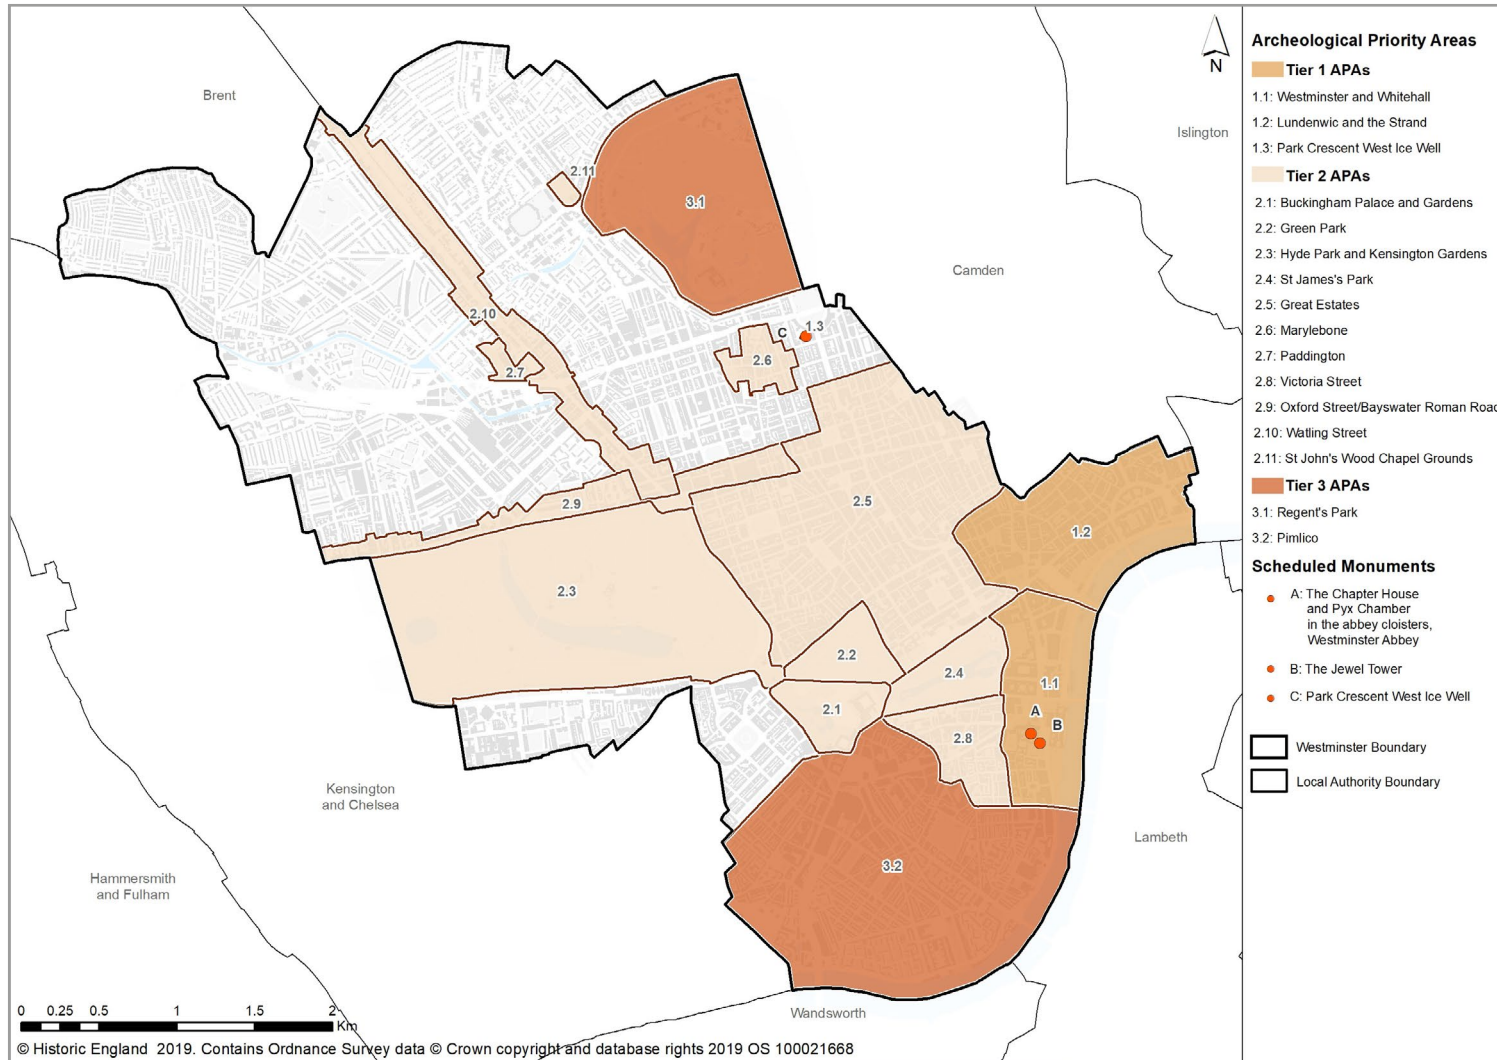 Brent
Islington
Camden
Kensington
and Chelsea
Hammersmith
and Fulham
Lambeth
Wandsworth
2.11
3.1
2.10
C
1.3
2.6
2.7
2.9
2.5
1.2
2.3
2.2
2.4
1.1
2.1
A
B
2.8
3.2
N
0 0.25 0.5 1 1.5 2
Km
© Historic England 2019. Contains Ordnance Survey data © Crown copyright and database rights 2019 OS 100021668
Archeological Priority Areas
Tier 1 APAs
1.1: Westminster and Whitehall
1.2: Lundenwic and the Strand
1.3: Park Crescent West Ice Well
Tier 2 APAs
2.1: Buckingham Palace and Gardens
2.2: Green Park
2.3: Hyde Park and Kensington Gardens
2.4: St James's Park
2.5: Great Estates
2.6: Marylebone
2.7: Paddington
2.8: Victoria Street
2.9: Oxford Street/Bayswater Roman Road
2.10: Watling Street
2.11: St John's Wood Chapel Grounds
Tier 3 APAs
3.1: Regent's Park
3.2: Pimlico
Scheduled Monuments
A: The Chapter House
and Pyx Chamber
in the abbey cloisters,
Westminster Abbey
B: The Jewel Tower
C: Park Crescent West Ice Well
Westminster Boundary
Local Authority Boundary